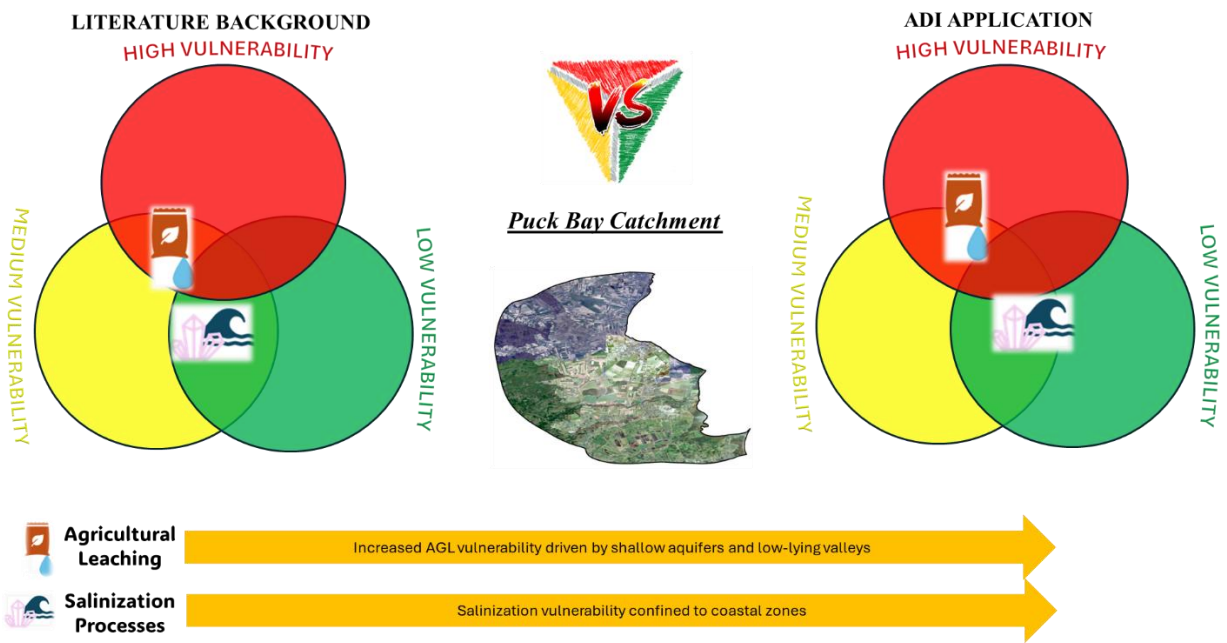 LITERATURE BACKGROUND
HIGH VULNERABILITY
MEDIUM VULNERABILITY
LOW VULNERABILITY
VS
Puck Bay Catchment
ADI APPLICATION
HIGH VULNERABILITY
MEDIUM VULNERABILITY
LOW VULNERABILITY
Agricultural
Leaching
Increased AGL vulnerability driven by shallow aquifers and low-lying valleys
Salinization
Processes
Salinization vulnerability confined to coastal zones